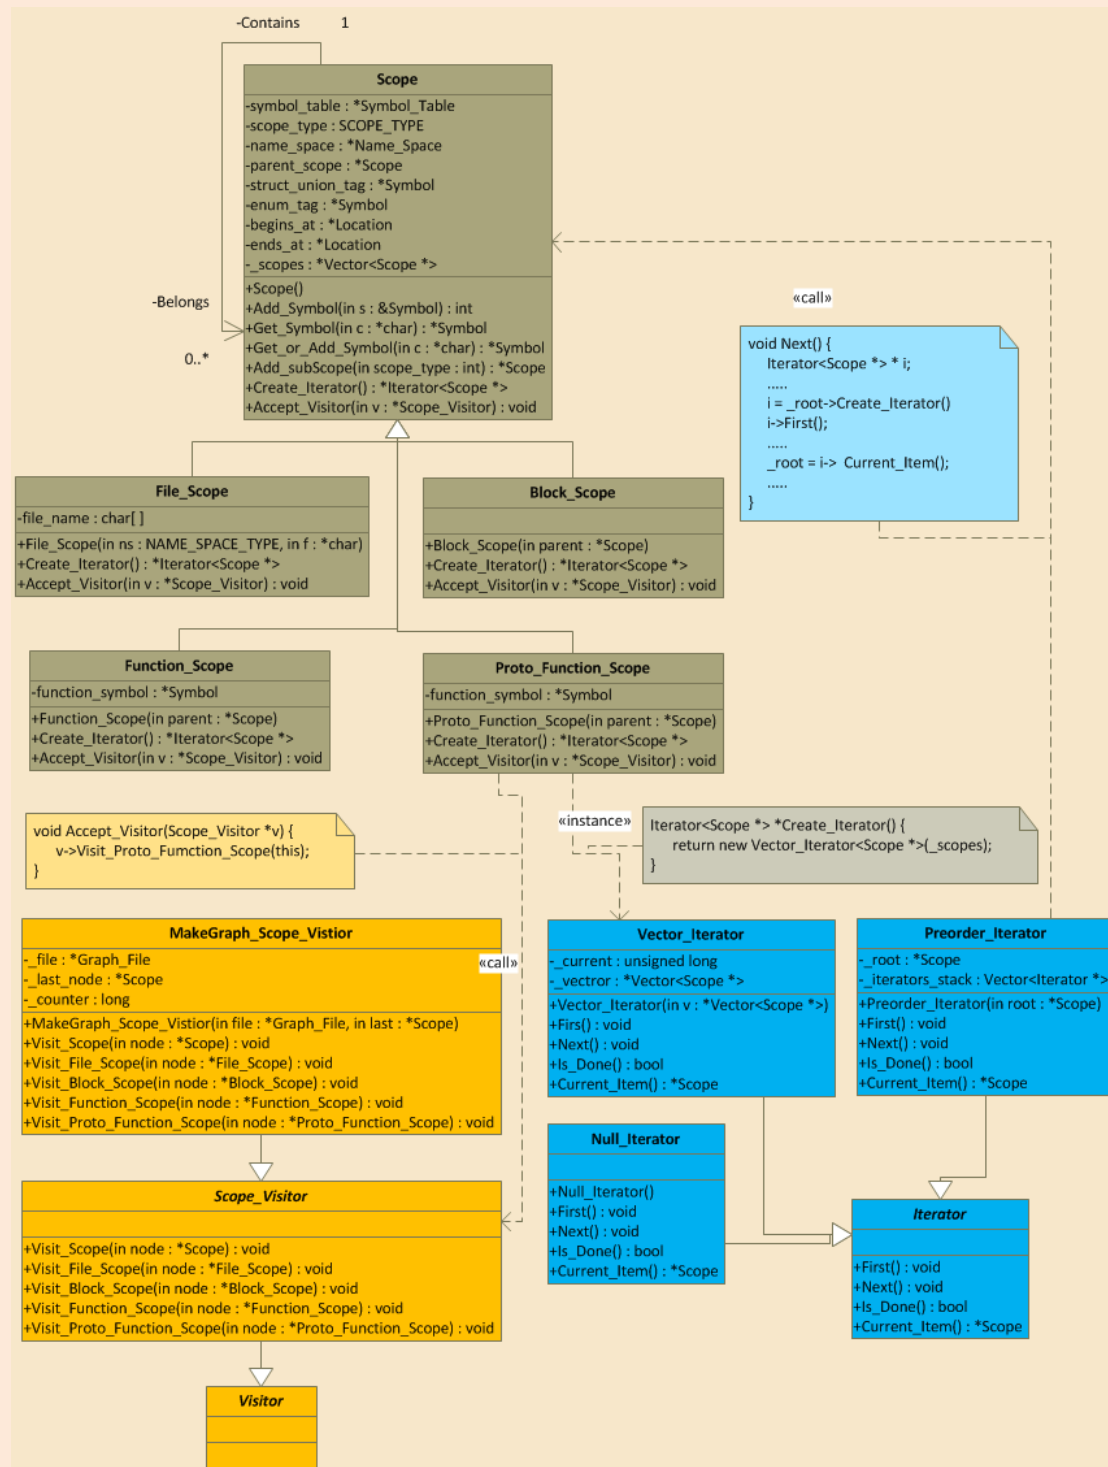 -Contains 1
Scope
-symbol_table : *Symbol_Table
-scope_type : SCOPE_TYPE
-name_space : *Name_Space
-parent_scope : *Scope
-struct_union_tag : *Symbol
-enum_tag : *Symbol
-begins_at : *Location
-ends_at : *Location
-_scopes : *Vector<Scope *>
+Scope()
+Add_Symbol(in s : &Symbol) : int
+Get_Symbol(in c : *char) : *Symbol
+Get_or_Add_Symbol(in c : *char) : *Symbol
+Add_subScope(in scope_type : int) : *Scope
+Create_Iterator() : *Iterator<Scope *>
+Accept_Visitor(in v : *Scope_Visitor) : void
-Belongs
0..*
«call»
void Next() {
Iterator<Scope *> * i;
.....
i = _root->Create_Iterator()
i->First();
.....
_root = i-> Current_Item();
.....
}
File_Scope
-file_name : char[ ]
+File_Scope(in ns : NAME_SPACE_TYPE, in f : *char)
+Create_Iterator() : *Iterator<Scope *>
+Accept_Visitor(in v : *Scope_Visitor) : void
Block_Scope
+Block_Scope(in parent : *Scope)
+Create_Iterator() : *Iterator<Scope *>
+Accept_Visitor(in v : *Scope_Visitor) : void
Function_Scope
-function_symbol : *Symbol
+Function_Scope(in parent : *Scope)
+Create_Iterator() : *Iterator<Scope *>
+Accept_Visitor(in v : *Scope_Visitor) : void
Proto_Function_Scope
-function_symbol : *Symbol
+Proto_Function_Scope(in parent : *Scope)
+Create_Iterator() : *Iterator<Scope *>
+Accept_Visitor(in v : *Scope_Visitor) : void
void Accept_Visitor(Scope_Visitor *v) {
v->Visit_Proto_Fumction_Scope(this);
}
«instance»
Iterator<Scope *> *Create_Iterator() {
return new Vector_Iterator<Scope *>(_scopes);
}
MakeGraph_Scope_Vistior
-_file : *Graph_File
-_last_node : *Scope
-_counter : long
+MakeGraph_Scope_Vistior(in file : *Graph_File, in last : *Scope)
+Visit_Scope(in node : *Scope) : void
+Visit_File_Scope(in node : *File_Scope) : void
+Visit_Block_Scope(in node : *Block_Scope) : void
+Visit_Function_Scope(in node : *Function_Scope) : void
+Visit_Proto_Function_Scope(in node : *Proto_Function_Scope) : void
«call»
Vector_Iterator
-_current : unsigned long
-_vectror : *Vector<Scope *>
+Vector_Iterator(in v : *Vector<Scope *>)
+Firs() : void
+Next() : void
+Is_Done() : bool
+Current_Item() : *Scope
Preorder_Iterator
-_root : *Scope
-_iterators_stack : Vector<Iterator *>
+Preorder_Iterator(in root : *Scope)
+First() : void
+Next() : void
+Is_Done() : bool
+Current_Item() : *Scope
Null_Iterator
+Null_Iterator()
+First() : void
+Next() : void
+Is_Done() : bool
+Current_Item() : *Scope
Scope_Visitor
+Visit_Scope(in node : *Scope) : void
+Visit_File_Scope(in node : *File_Scope) : void
+Visit_Block_Scope(in node : *Block_Scope) : void
+Visit_Function_Scope(in node : *Function_Scope) : void
+Visit_Proto_Function_Scope(in node : *Proto_Function_Scope) : void
Iterator
+First() : void
+Next() : void
+Is_Done() : bool
+Current_Item() : *Scope
Visitor